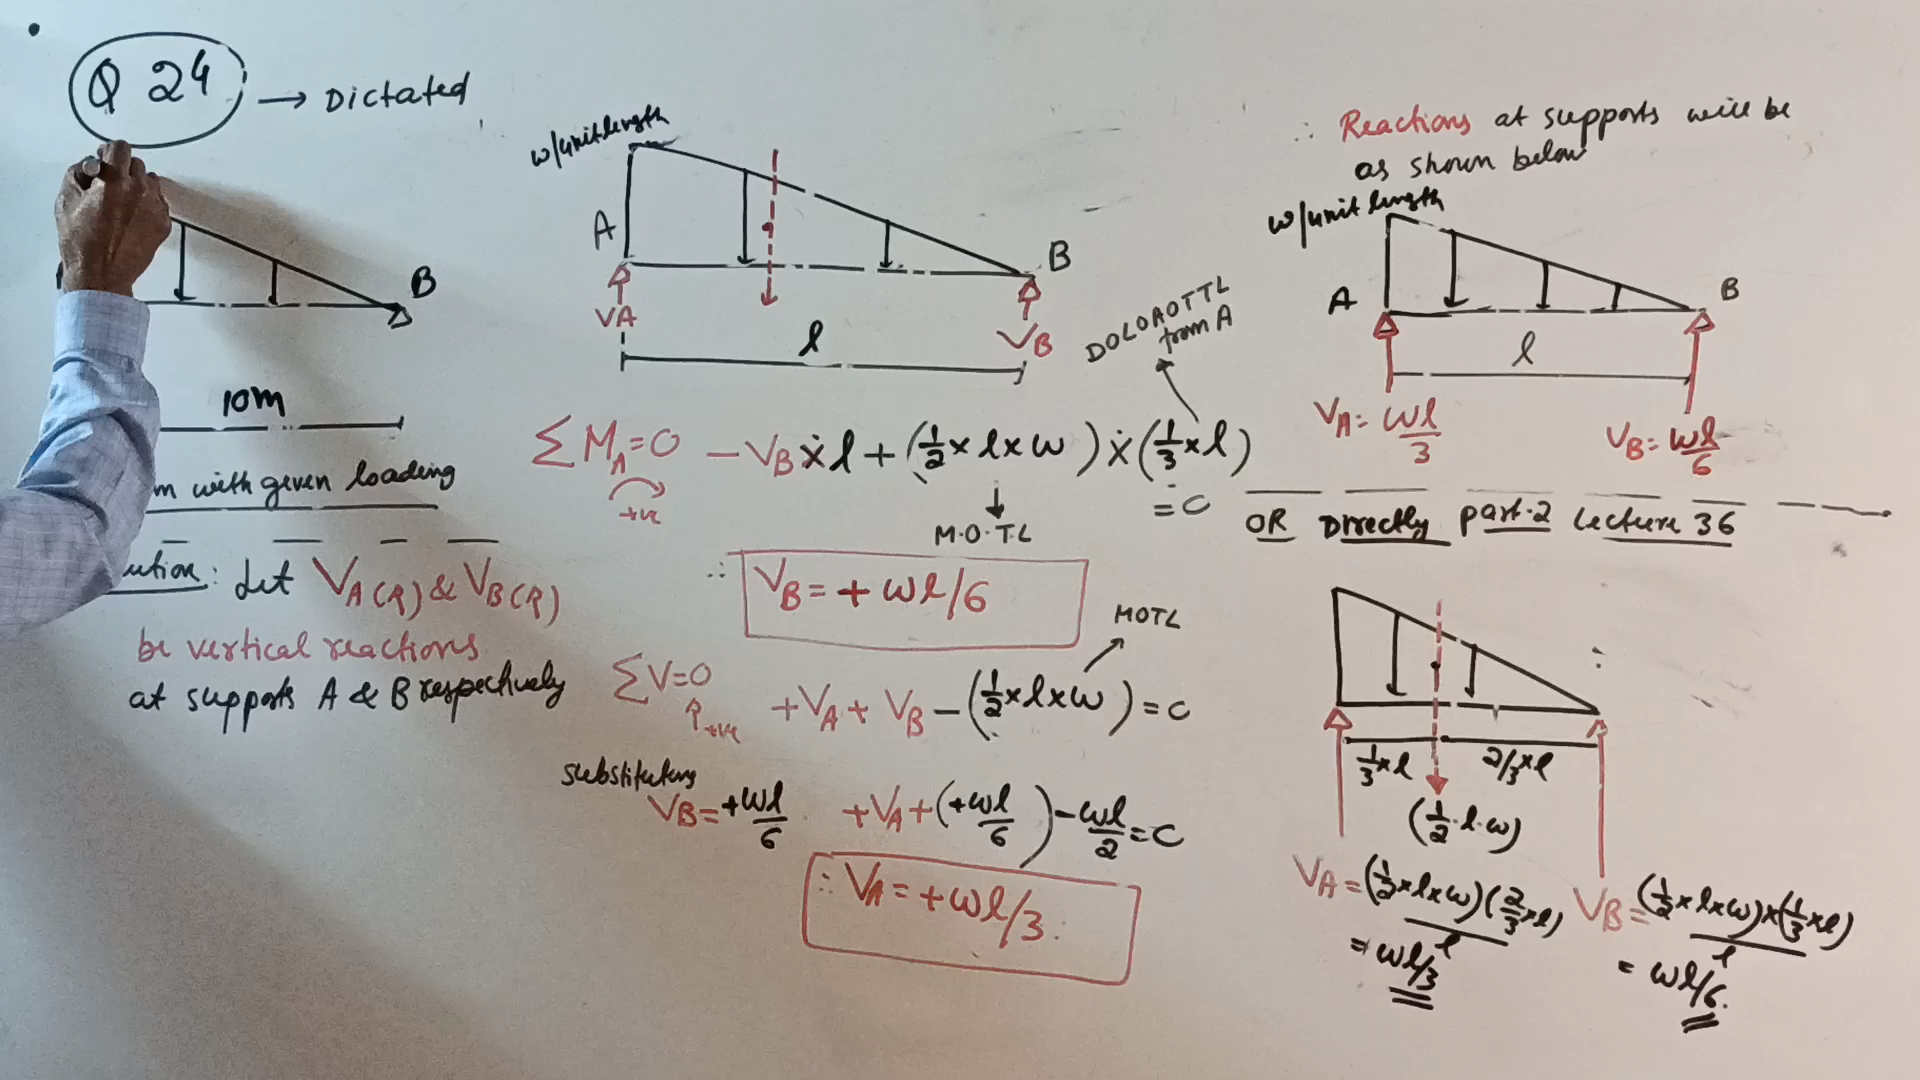 Q 24 → Dictated
B
10m
m with given loading
ution: Let VA(R) & VB(R)
be vertical reactions
at supports A & B respectively
w/unit length
A
B
VA
VB
l
DOLOAOTTL
from A
ΣMA=0 - VB × l + (1/2 × l × w) × (1/3 × l)
+ve
= 0
M.O.T.L
∴ VB = + wl/6
MOTL
ΣV=0 +VA + VB - (1/2 × l × w) = 0
+ve
substituting
VB = +wl/6 +VA + (+wl/6) - wl/2 = 0
∴ VA = + wl/3
∴ Reactions at supports will be
as shown below
w/unit length
A
B
l
VA = wl/3
VB = wl/6
OR Directly part-2 Lecture 36
1/3 × l
2/3 × l
(1/2 · l · w)
VA = (1/2 × l × w)(2/3 × l) / l
= wl/3
VB = (1/2 × l × w) × (1/3 × l) / l
= wl/6.